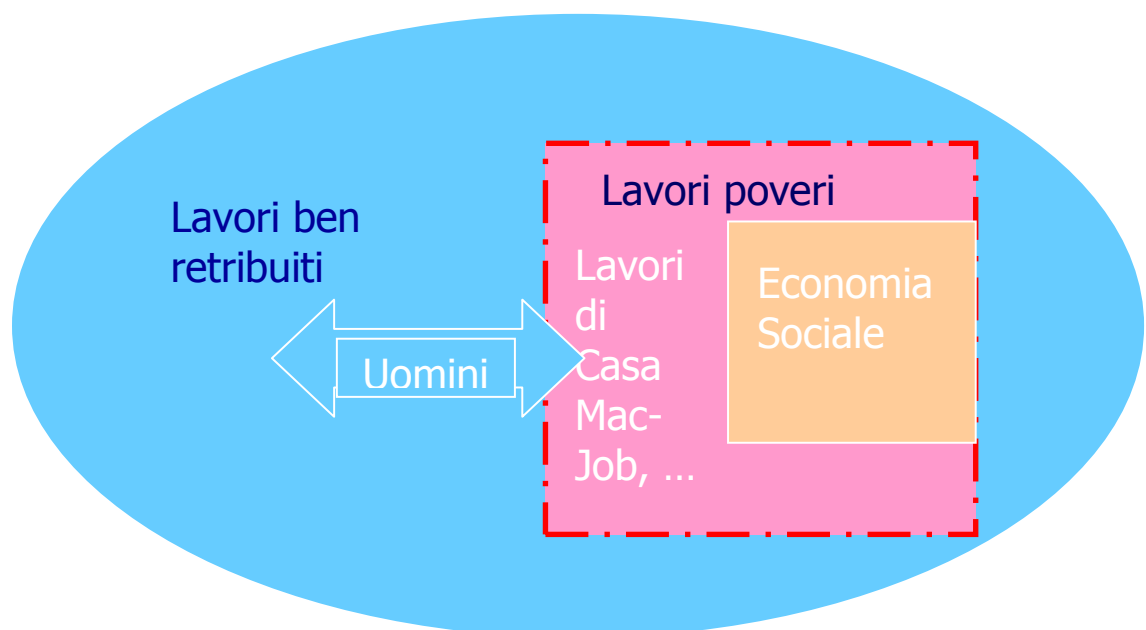 Lavori ben
retribuiti
Uomini
Lavori poveri
Lavori
di
Casa
Mac-
Job, …
Economia
Sociale